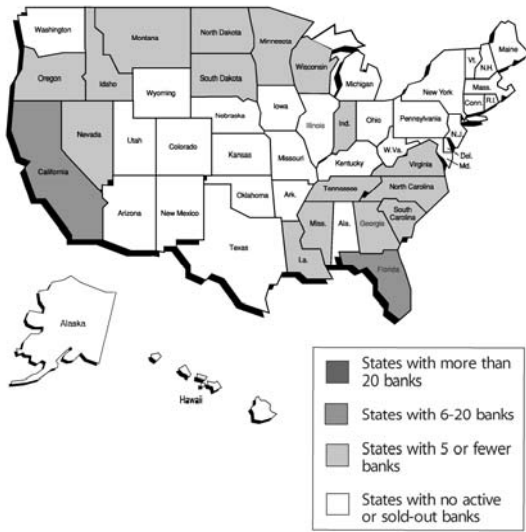 Washington
Montana
North Dakota
Minnesota
Maine
Vt.
N.H.
Oregon
Idaho
South Dakota
Wisconsin
Michigan
New York
Mass.
Conn.
R.I.
Wyoming
Iowa
Nebraska
Illinois
Ind.
Ohio
Pennsylvania
N.J.
Nevada
Utah
Colorado
Kansas
Missouri
Kentucky
W.Va.
Virginia
Del.
Md.
California
Tennessee
North Carolina
Arizona
New Mexico
Oklahoma
Ark.
South
Carolina
Miss.
Ala.
Georgia
Texas
La.
Florida
Alaska
Hawaii
States with more than
20 banks
States with 6-20 banks
States with 5 or fewer
banks
States with no active
or sold-out banks